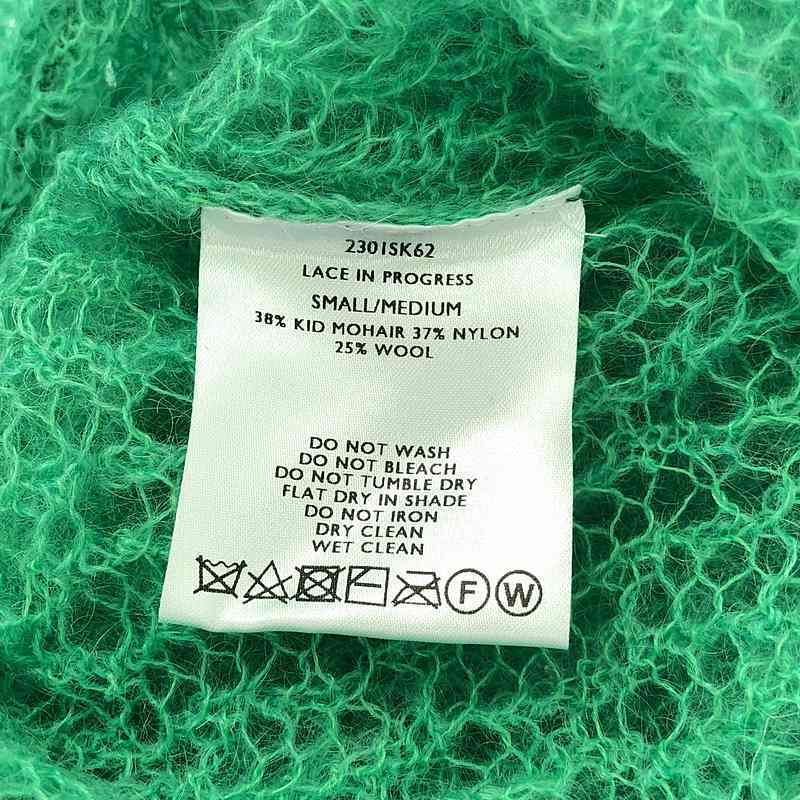 2301SK62
LACE IN PROGRESS
SMALL/MEDIUM
38% KID MOHAIR 37% NYLON
25% WOOL
DO NOT WASH
DO NOT BLEACH
DO NOT TUMBLE DRY
FLAT DRY IN SHADE
DO NOT IRON
DRY CLEAN
WET CLEAN
F W